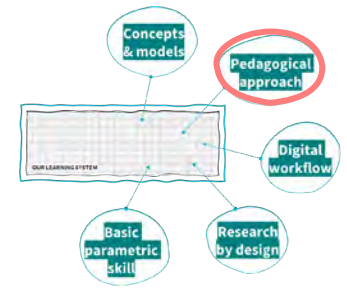 Concepts
& models
Pedagogical
approach
OUR LEARNING SYSTEM
Digital
workflow
Basic
parametric
skill
Research
by design